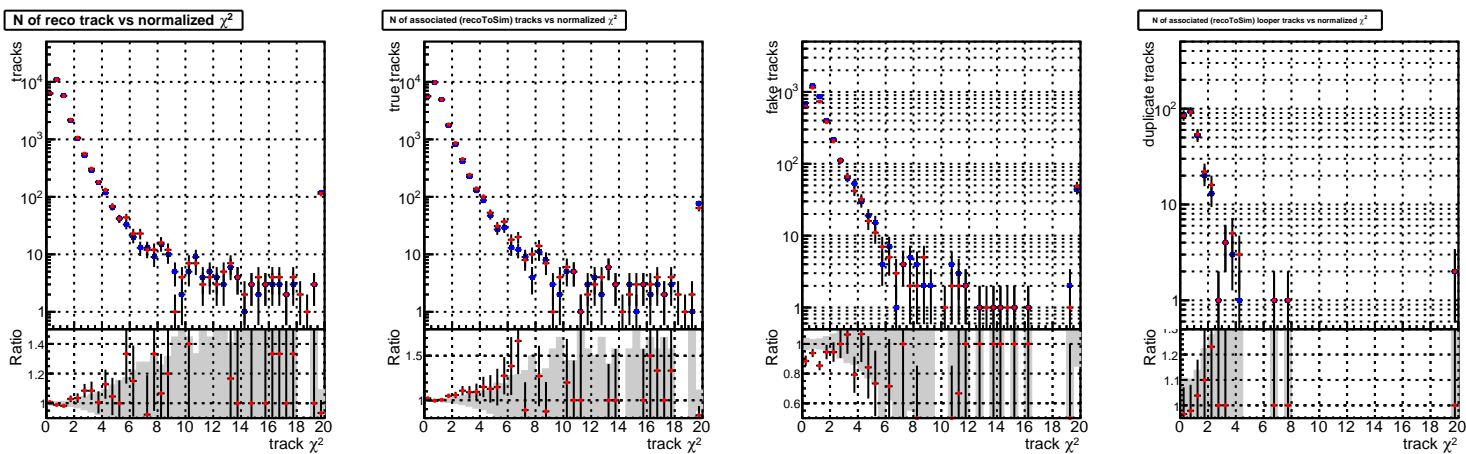 N of reco track vs normalized χ²
tracks
10⁴
10³
10²
10
1
Ratio
1.4
1.2
1
0 2 4 6 8 10 12 14 16 18 20
track χ²
N of associated (recoToSim) tracks vs normalized χ²
true tracks
10⁴
10³
10²
10
1
Ratio
1.5
1
0 2 4 6 8 10 12 14 16 18 20
track χ²
fake tracks
10³
10²
10
1
Ratio
1
0.8
0.6
0 2 4 6 8 10 12 14 16 18 20
track χ²
N of associated (recoToSim) looper tracks vs normalized χ²
duplicate tracks
10²
10
1
Ratio
1.3
1.2
1.1
1
0 2 4 6 8 10 12 14 16 18 20
track χ²